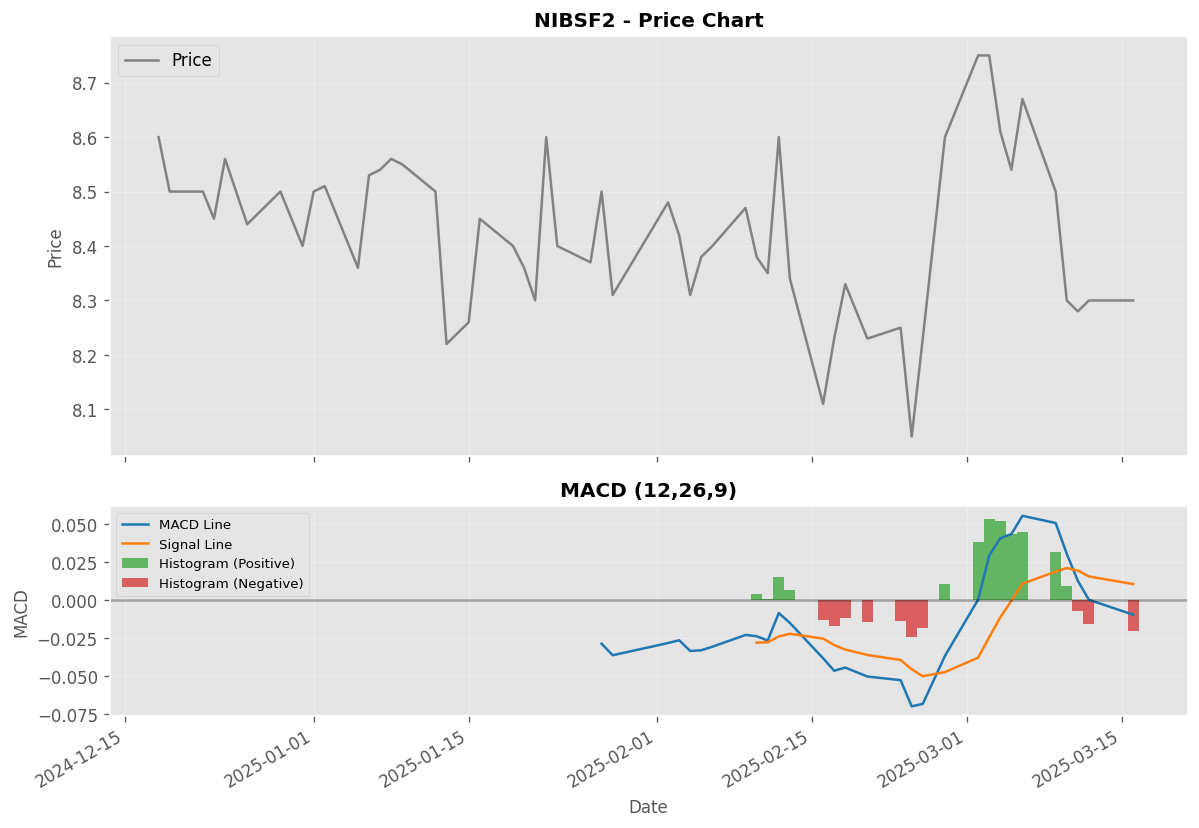 NIBSF2 - Price Chart
Price
8.7
8.6
8.5
8.4
8.3
8.2
8.1
Price
MACD (12,26,9)
MACD Line
Signal Line
Histogram (Positive)
Histogram (Negative)
0.050
0.025
0.000
−0.025
−0.050
−0.075
MACD
2024-12-15
2025-01-01
2025-01-15
2025-02-01
2025-02-15
2025-03-01
2025-03-15
Date